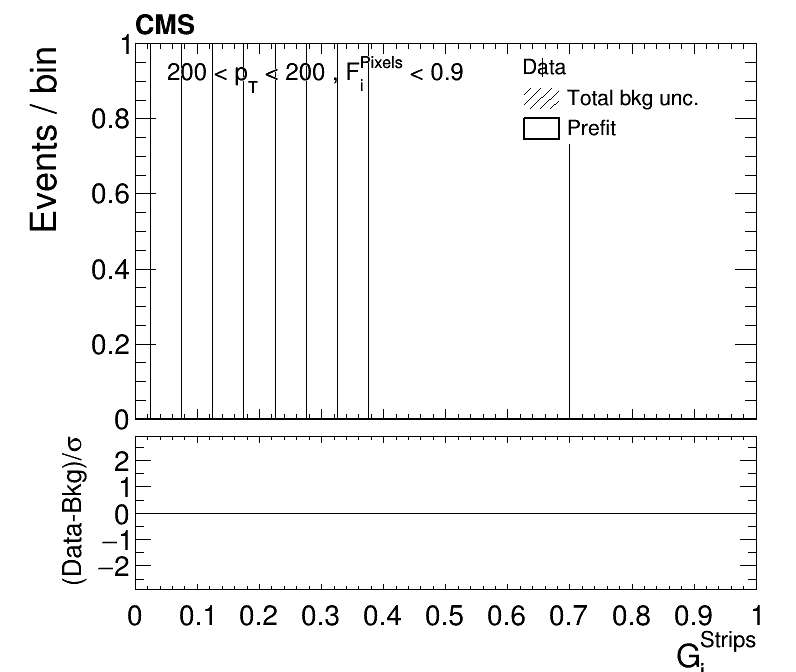 CMS
Events / bin
1
0.8
0.6
0.4
0.2
0
200 < p_T < 200 , F_i^Pixels < 0.9
Data
Total bkg unc.
Prefit
(Data-Bkg)/σ
2
1
0
−1
−2
0 0.1 0.2 0.3 0.4 0.5 0.6 0.7 0.8 0.9 1
G_i^Strips